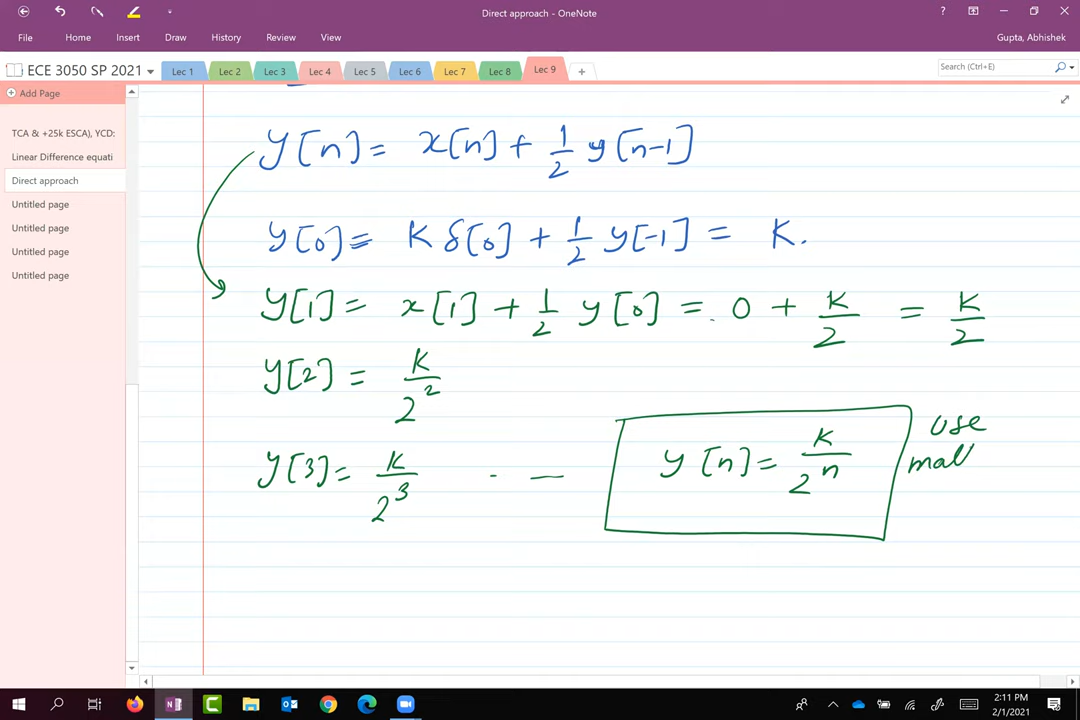 Direct approach - OneNote
?
File Home Insert Draw History Review View Gupta, Abhishek
ECE 3050 SP 2021 Lec 1 Lec 2 Lec 3 Lec 4 Lec 5 Lec 6 Lec 7 Lec 8 Lec 9 + Search (Ctrl+E)
Add Page
TCA & +25k ESCA), YCD:
Linear Difference equati
Direct approach
Untitled page
Untitled page
Untitled page
Untitled page
y[n] = x[n] + 1/2 y[n-1]
y[0] = K δ[0] + 1/2 y[-1] = K.
y[1] = x[1] + 1/2 y[0] = 0 + K/2 = K/2
y[2] = K/2^2
y[3] = K/2^3 - - —
y[n] = K/2^n
use
mat
2:11 PM
2/1/2021